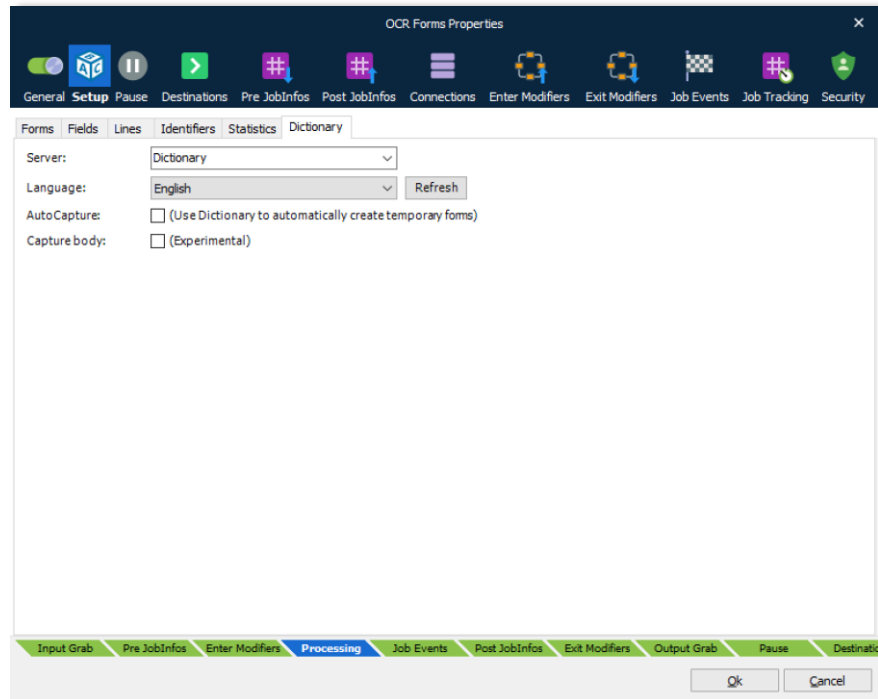 OCR Forms Properties
General Setup Pause Destinations Pre JobInfos Post JobInfos Connections Enter Modifiers Exit Modifiers Job Events Job Tracking Security
Forms Fields Lines Identifiers Statistics Dictionary
Server: Dictionary
Language: English Refresh
AutoCapture: (Use Dictionary to automatically create temporary forms)
Capture body: (Experimental)
Input Grab Pre JobInfos Enter Modifiers Processing Job Events Post JobInfos Exit Modifiers Output Grab Pause Destinatio
Ok Cancel